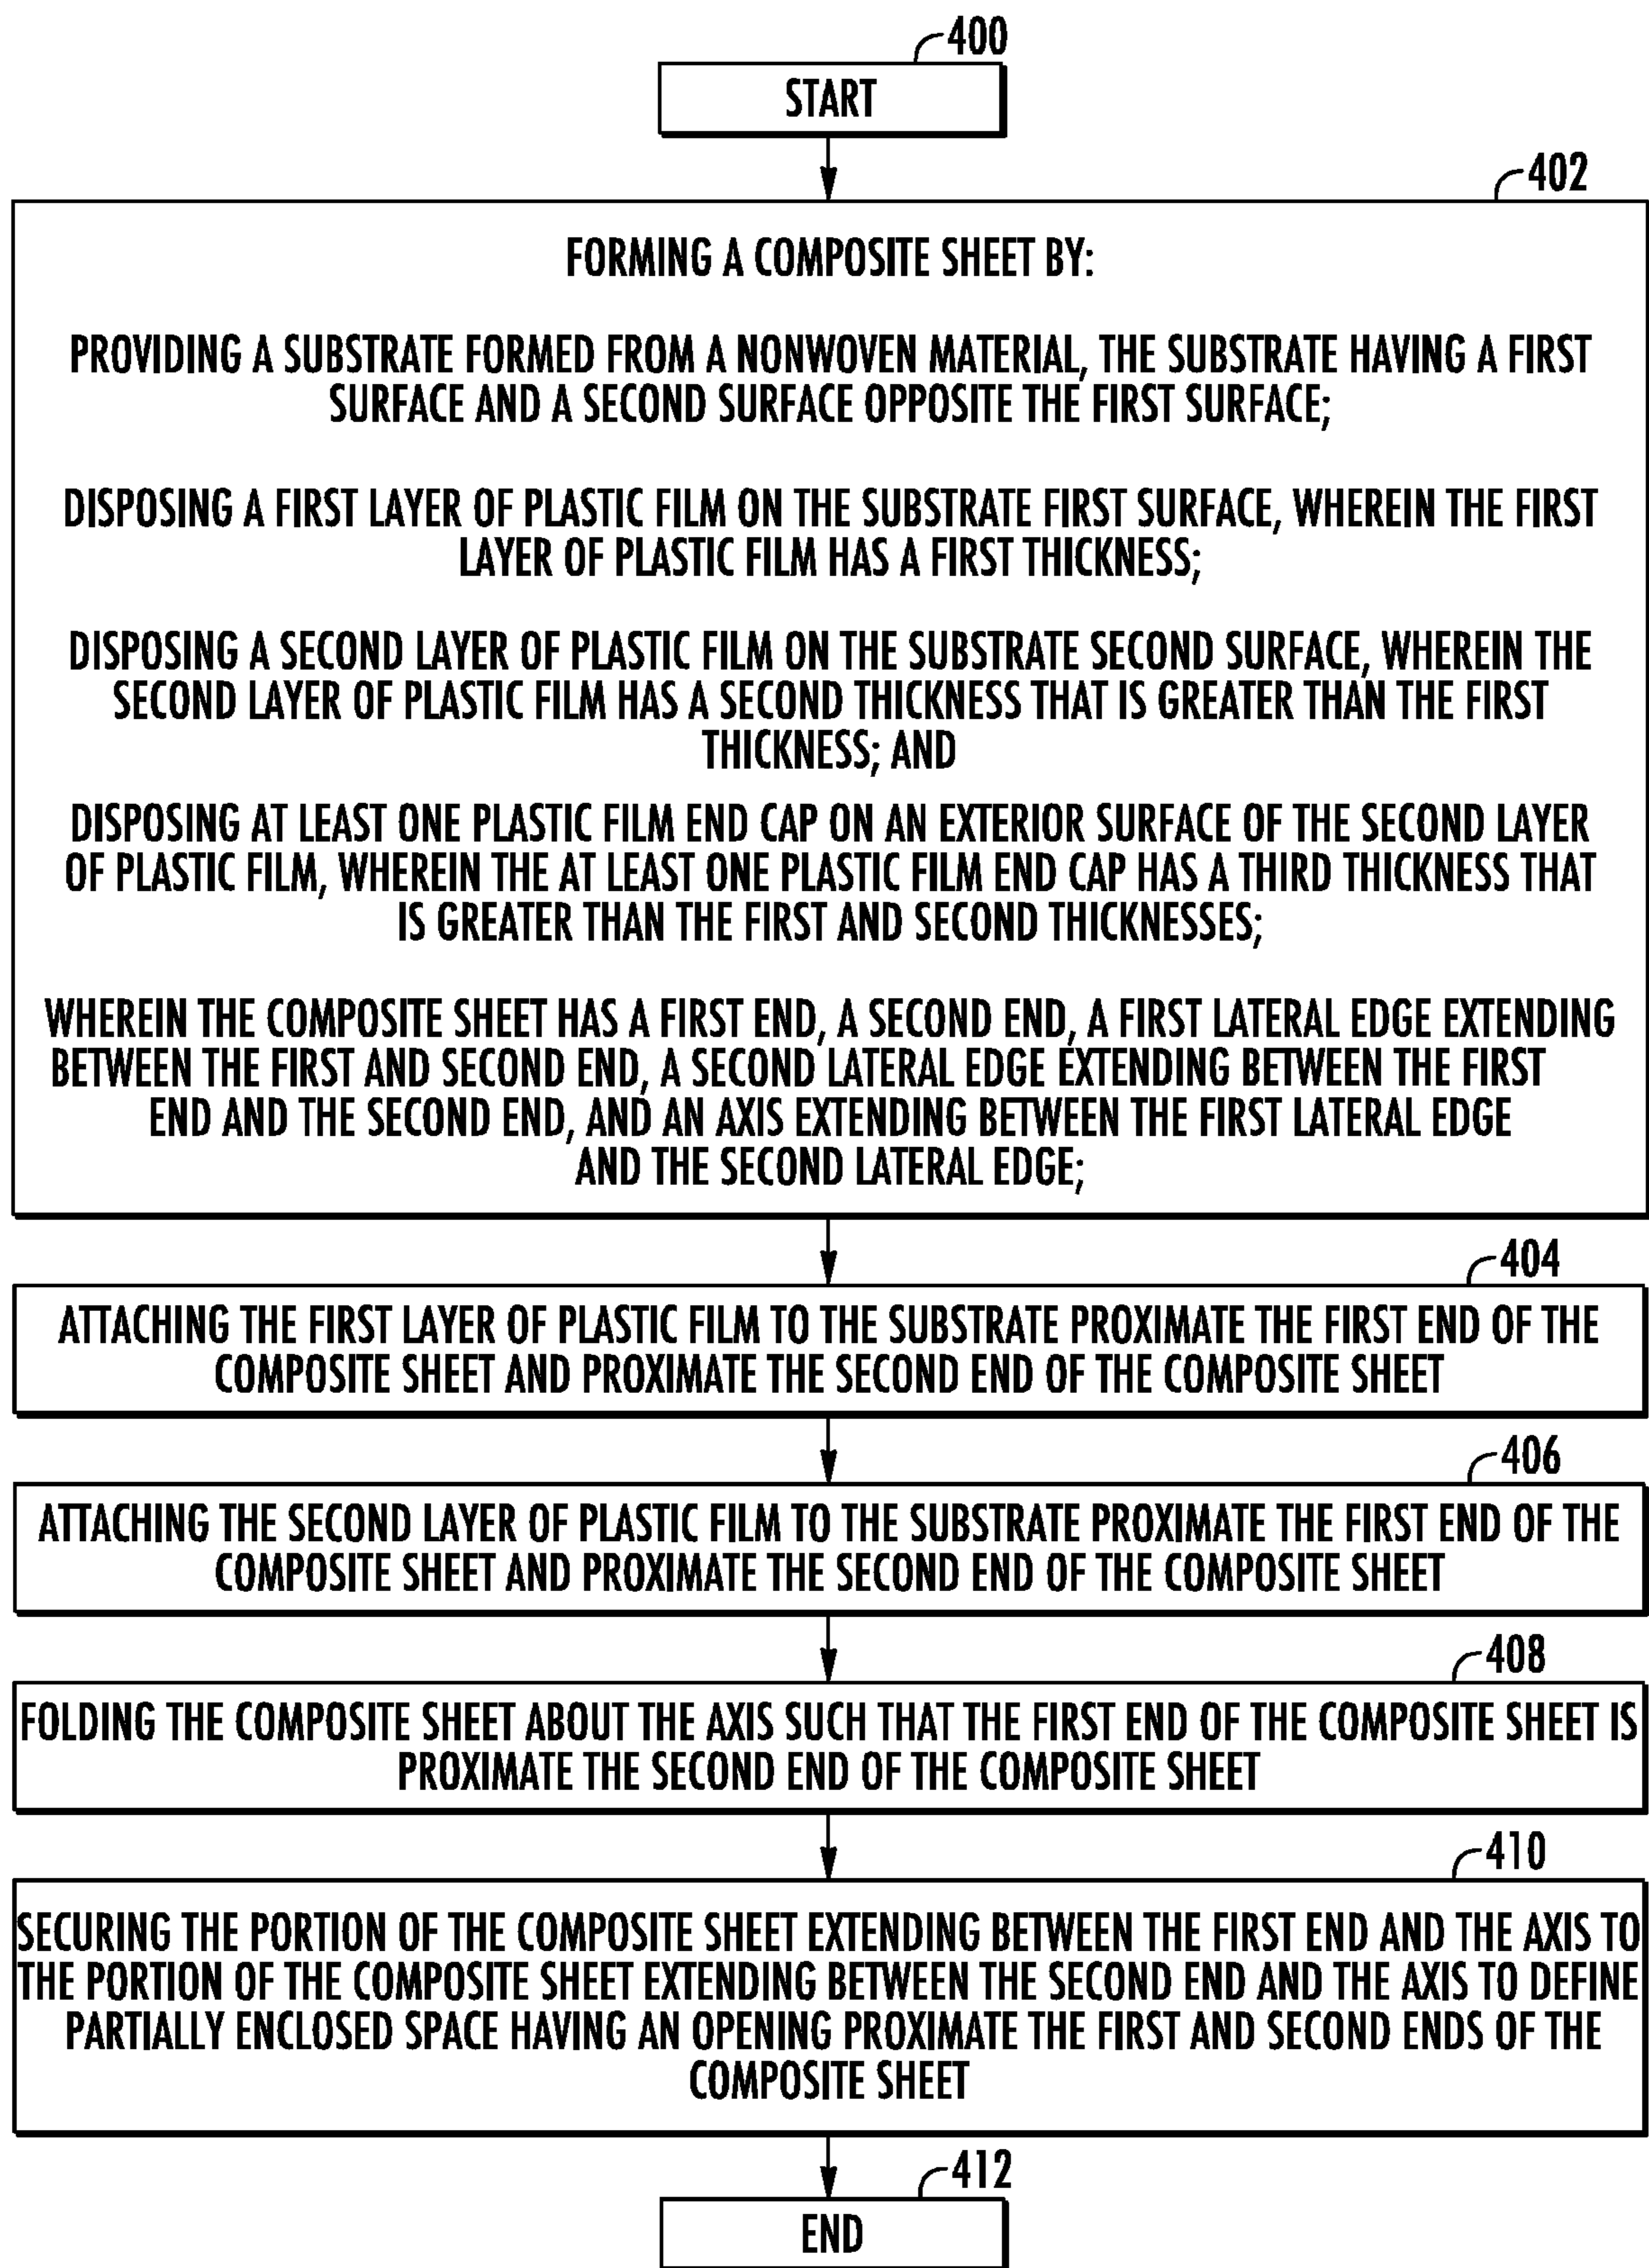 400
START
402
FORMING A COMPOSITE SHEET BY:
PROVIDING A SUBSTRATE FORMED FROM A NONWOVEN MATERIAL, THE SUBSTRATE HAVING A FIRST
SURFACE AND A SECOND SURFACE OPPOSITE THE FIRST SURFACE;
DISPOSING A FIRST LAYER OF PLASTIC FILM ON THE SUBSTRATE FIRST SURFACE, WHEREIN THE FIRST
LAYER OF PLASTIC FILM HAS A FIRST THICKNESS;
DISPOSING A SECOND LAYER OF PLASTIC FILM ON THE SUBSTRATE SECOND SURFACE, WHEREIN THE
SECOND LAYER OF PLASTIC FILM HAS A SECOND THICKNESS THAT IS GREATER THAN THE FIRST
THICKNESS; AND
DISPOSING AT LEAST ONE PLASTIC FILM END CAP ON AN EXTERIOR SURFACE OF THE SECOND LAYER
OF PLASTIC FILM, WHEREIN THE AT LEAST ONE PLASTIC FILM END CAP HAS A THIRD THICKNESS THAT
IS GREATER THAN THE FIRST AND SECOND THICKNESSES;
WHEREIN THE COMPOSITE SHEET HAS A FIRST END, A SECOND END, A FIRST LATERAL EDGE EXTENDING
BETWEEN THE FIRST AND SECOND END, A SECOND LATERAL EDGE EXTENDING BETWEEN THE FIRST
END AND THE SECOND END, AND AN AXIS EXTENDING BETWEEN THE FIRST LATERAL EDGE
AND THE SECOND LATERAL EDGE;
404
ATTACHING THE FIRST LAYER OF PLASTIC FILM TO THE SUBSTRATE PROXIMATE THE FIRST END OF THE
COMPOSITE SHEET AND PROXIMATE THE SECOND END OF THE COMPOSITE SHEET
406
ATTACHING THE SECOND LAYER OF PLASTIC FILM TO THE SUBSTRATE PROXIMATE THE FIRST END OF THE
COMPOSITE SHEET AND PROXIMATE THE SECOND END OF THE COMPOSITE SHEET
408
FOLDING THE COMPOSITE SHEET ABOUT THE AXIS SUCH THAT THE FIRST END OF THE COMPOSITE SHEET IS
PROXIMATE THE SECOND END OF THE COMPOSITE SHEET
410
SECURING THE PORTION OF THE COMPOSITE SHEET EXTENDING BETWEEN THE FIRST END AND THE AXIS TO
THE PORTION OF THE COMPOSITE SHEET EXTENDING BETWEEN THE SECOND END AND THE AXIS TO DEFINE
PARTIALLY ENCLOSED SPACE HAVING AN OPENING PROXIMATE THE FIRST AND SECOND ENDS OF THE
COMPOSITE SHEET
412
END